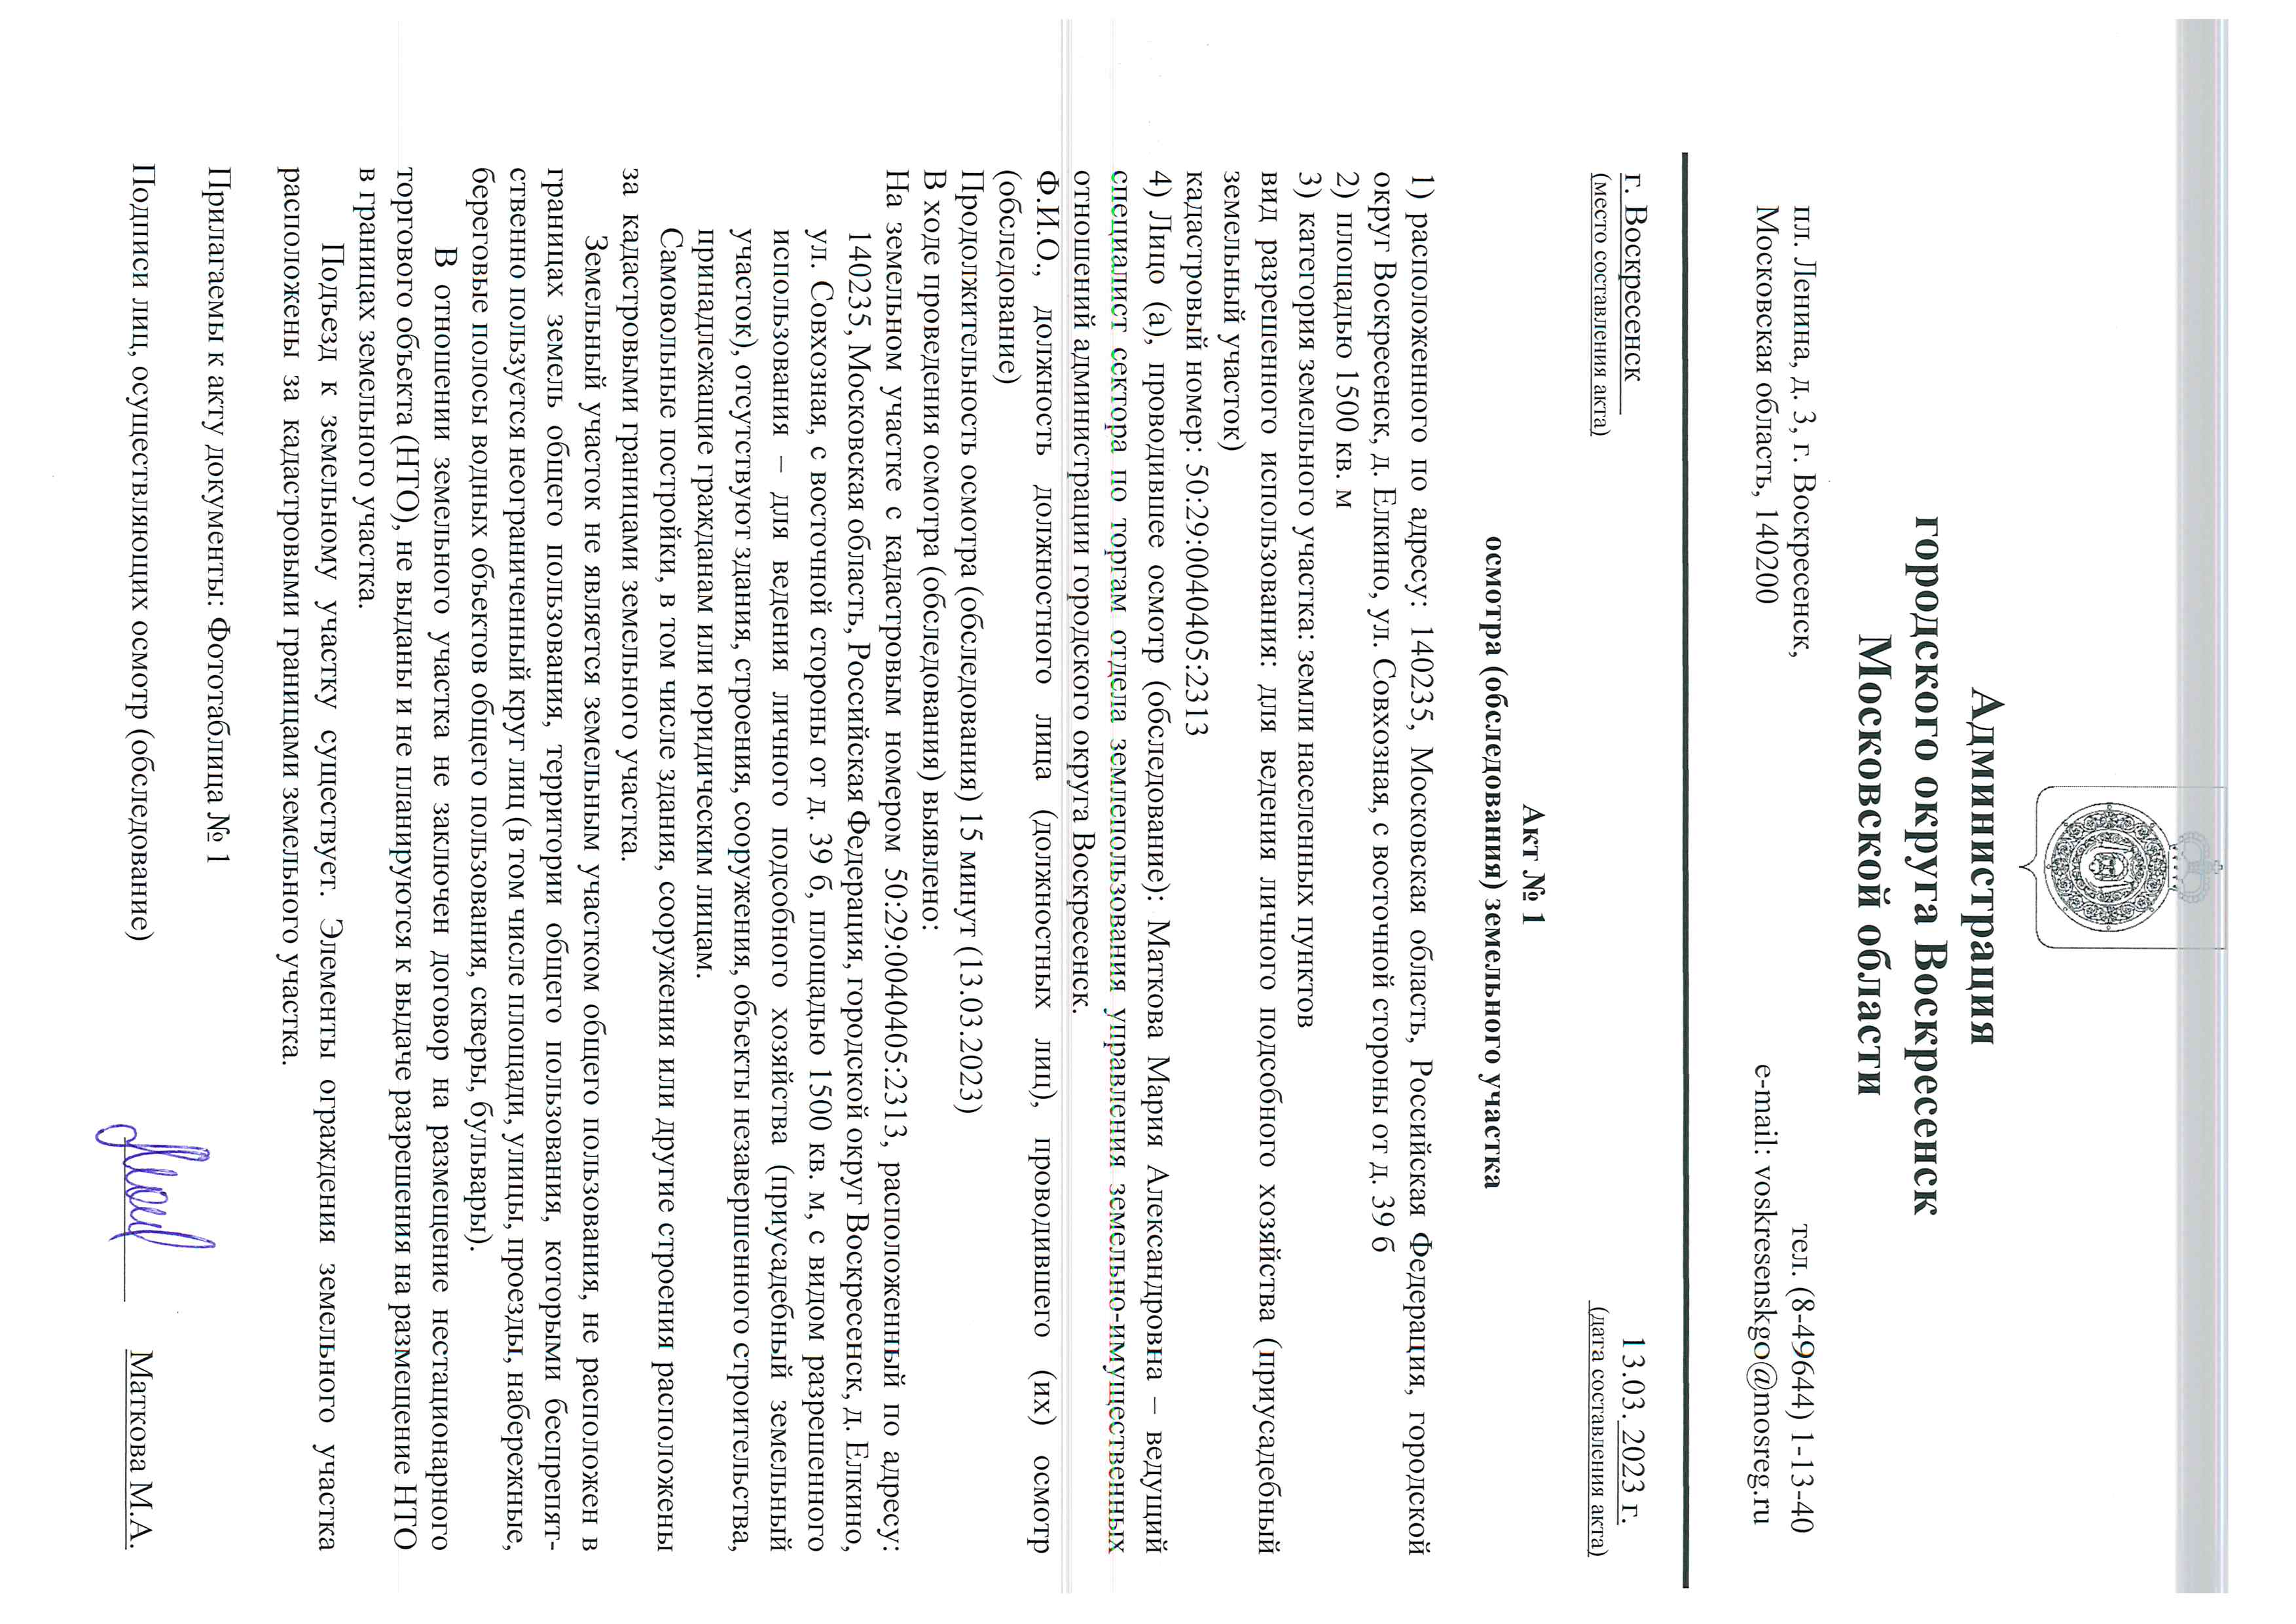 Администрация
городского округа Воскресенск
Московской области
пл. Ленина, д. 3, г. Воскресенск,
Московская область, 140200
тел. (8-49644) 1-13-40
e-mail: voskresenskgo@mosreg.ru
г. Воскресенск
(место составления акта)
13.03. 2023 г.
(дата составления акта)
Акт № 1
осмотра (обследования) земельного участка
1) расположенного по адресу: 140235, Московская область, Российская Федерация, городской
округ Воскресенск, д. Елкино, ул. Совхозная, с восточной стороны от д. 39 б
2) площадью 1500 кв. м
3) категория земельного участка: земли населенных пунктов
вид разрешенного использования: для ведения личного подсобного хозяйства (приусадебный
земельный участок)
кадастровый номер: 50:29:0040405:2313
4) Лицо (а), проводившее осмотр (обследование): Маткова Мария Александровна – ведущий
специалист сектора по торгам отдела землепользования управления земельно-имущественных
отношений администрации городского округа Воскресенск.
Ф.И.О., должность должностного лица (должностных лиц), проводившего (их) осмотр
(обследование)
Продолжительность осмотра (обследования) 15 минут (13.03.2023)
В ходе проведения осмотра (обследования) выявлено:
На земельном участке с кадастровым номером 50:29:0040405:2313, расположенный по адресу:
140235, Московская область, Российская Федерация, городской округ Воскресенск, д. Елкино,
ул. Совхозная, с восточной стороны от д. 39 б, площадью 1500 кв. м, с видом разрешенного
использования – для ведения личного подсобного хозяйства (приусадебный земельный
участок), отсутствуют здания, строения, сооружения, объекты незавершенного строительства,
принадлежащие гражданам или юридическим лицам.
Самовольные постройки, в том числе здания, сооружения или другие строения расположены
за кадастровыми границами земельного участка.
Земельный участок не является земельным участком общего пользования, не расположен в
границах земель общего пользования, территории общего пользования, которыми беспрепят-
ственно пользуется неограниченный круг лиц (в том числе площади, улицы, проезды, набережные,
береговые полосы водных объектов общего пользования, скверы, бульвары).
В отношении земельного участка не заключен договор на размещение нестационарного
торгового объекта (НТО), не выданы и не планируются к выдаче разрешения на размещение НТО
в границах земельного участка.
Подъезд к земельному участку существует. Элементы ограждения земельного участка
расположены за кадастровыми границами земельного участка.
Прилагаемы к акту документы: Фототаблица № 1
Подписи лиц, осуществляющих осмотр (обследование)
Маткова М.А.